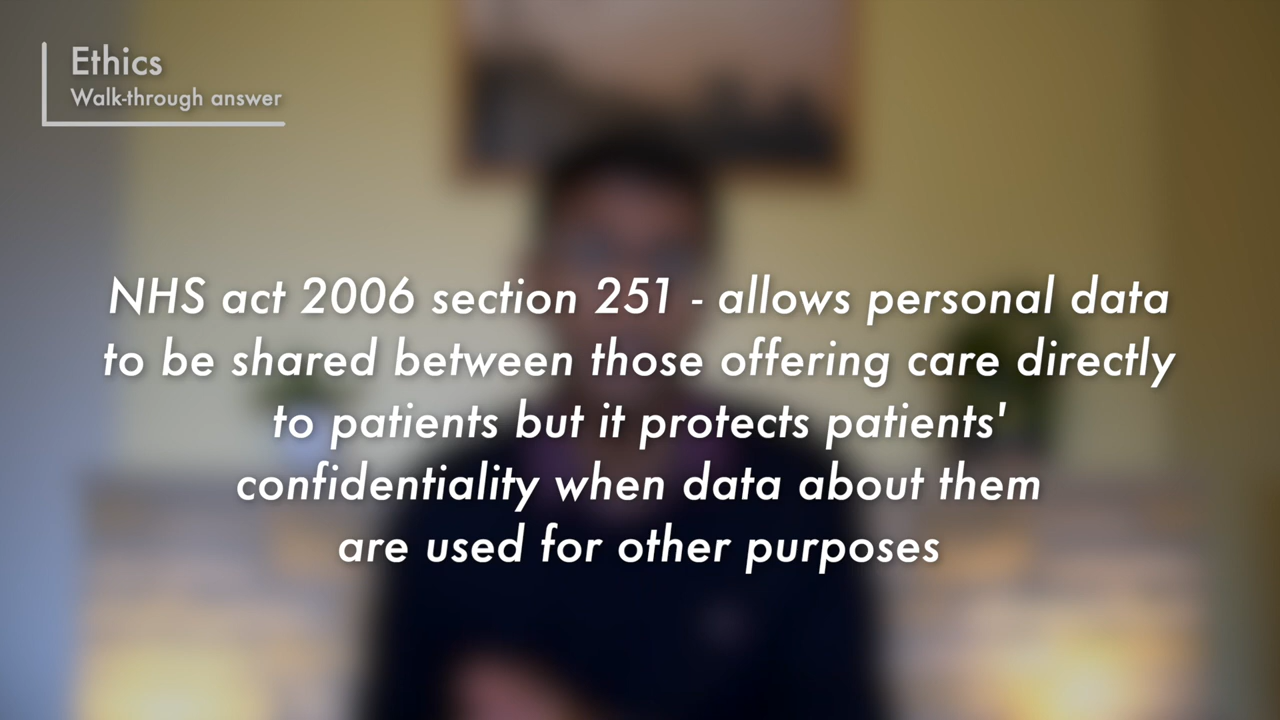 Ethics
Walk-through answer
NHS act 2006 section 251 - allows personal data
to be shared between those offering care directly
to patients but it protects patients'
confidentiality when data about them
are used for other purposes